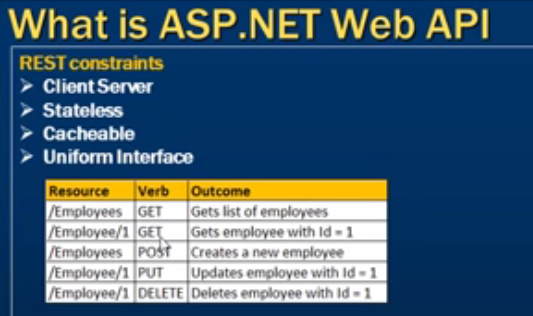 What is ASP.NET Web API
REST constraints
Client Server
Stateless
Cacheable
Uniform Interface
Resource Verb Outcome
/Employees GET Gets list of employees
/Employee/1 GET Gets employee with Id = 1
/Employees POST Creates a new employee
/Employee/1 PUT Updates employee with Id = 1
/Employee/1 DELETE Deletes employee with Id = 1